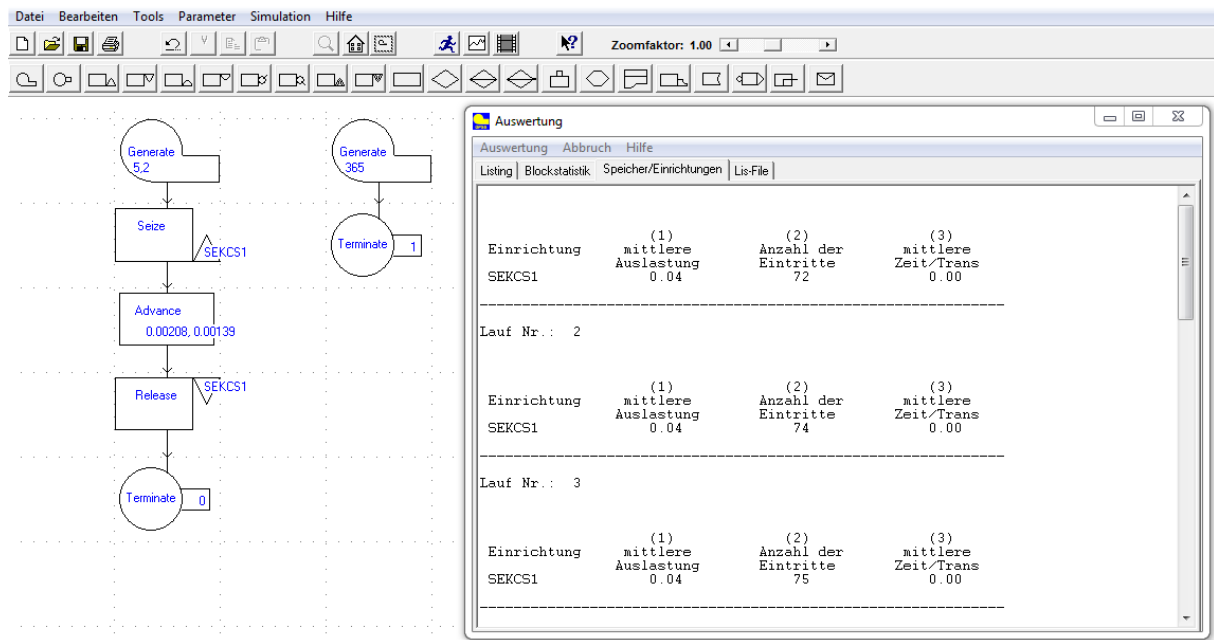 Datei Bearbeiten Tools Parameter Simulation Hilfe
Zoomfaktor: 1.00
Generate
5,2
Seize
SEKCS1
Advance
0.00208, 0.00139
Release
SEKCS1
Terminate
0
Generate
365
Terminate
1
Auswertung
Auswertung Abbruch Hilfe
Listing Blockstatistik Speicher/Einrichtungen Lis-File
(1) (2) (3)
Einrichtung mittlere Anzahl der mittlere
Auslastung Eintritte Zeit/Trans
SEKCS1 0.04 72 0.00
Lauf Nr.: 2
(1) (2) (3)
Einrichtung mittlere Anzahl der mittlere
Auslastung Eintritte Zeit/Trans
SEKCS1 0.04 74 0.00
Lauf Nr.: 3
(1) (2) (3)
Einrichtung mittlere Anzahl der mittlere
Auslastung Eintritte Zeit/Trans
SEKCS1 0.04 75 0.00